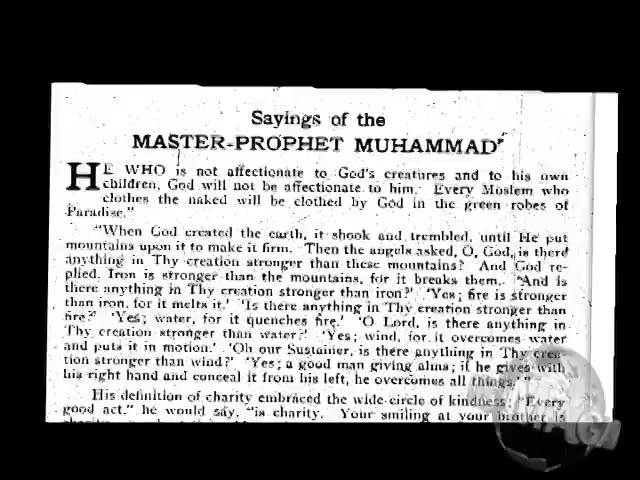 Sayings of the
MASTER-PROPHET MUHAMMAD"
HE WHO is not affectionate to God's creatures and to his own
children, God will not be affectionate to him. Every Moslem who
clothes the naked will be clothed by God in the green robes of
Paradise."
"When God created the earth, it shook and trembled, until He put
mountains upon it to make it firm. Then the angels asked, O, God, is there
anything in Thy creation stronger than these mountains?' And God re-
plied, Iron is stronger than the mountains, for it breaks them. "And is
there anything in Thy creation stronger than iron?' 'Yes; fire is stronger
than iron, for it melts it.' 'Is there anything in Thy creation stronger than
fire?' 'Yes; water, for it quenches fire.' 'O Lord, is there anything in
Thy creation stronger than water?' 'Yes; wind, for it overcomes water
and puts it in motion.' 'Oh our Sustainer, is there anything in Thy crea-
tion stronger than wind?' 'Yes; a good man giving alms; if he gives with
his right hand and conceal it from his left, he overcomes all things.'"
His definition of charity embraced the wide circle of kindness; "Every
good act," he would say, "is charity. Your smiling at your brother is